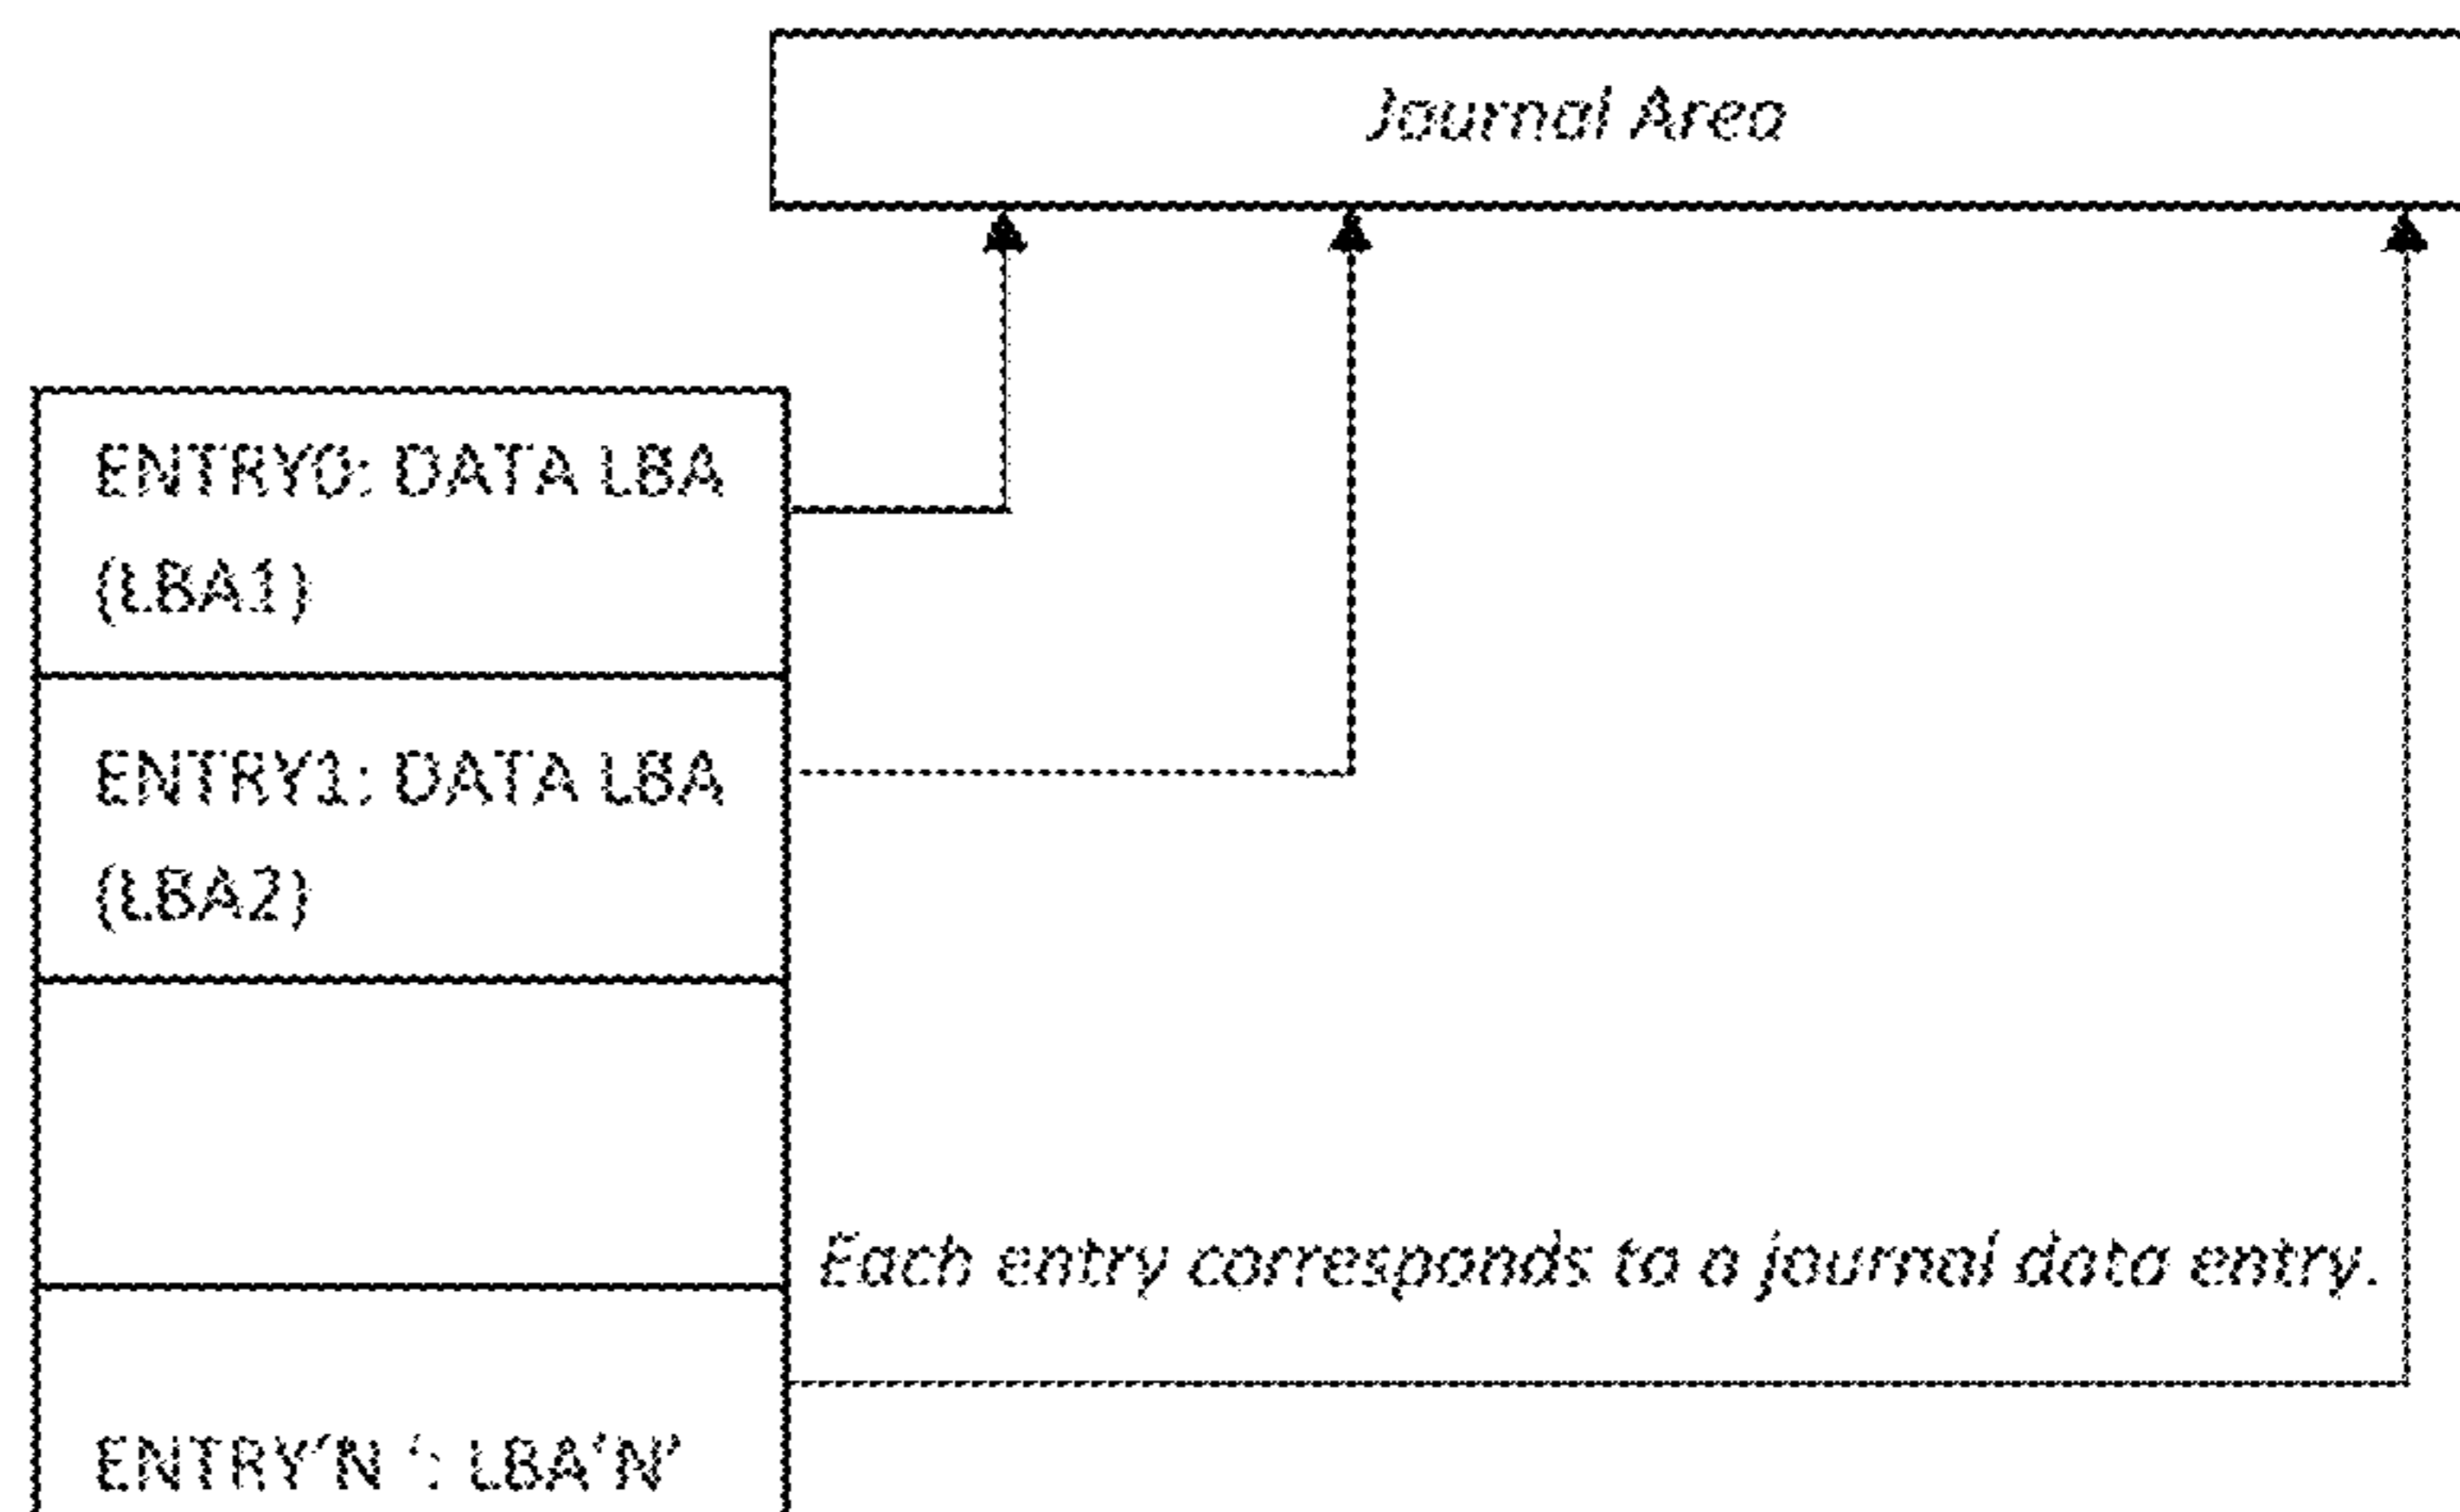 Journal Area
ENTRY0: DATA LBA
(LBA1)
ENTRY1: DATA LBA
(LBA2)
Each entry corresponds to a journal data entry.
ENTRY'N ': LBA'N'